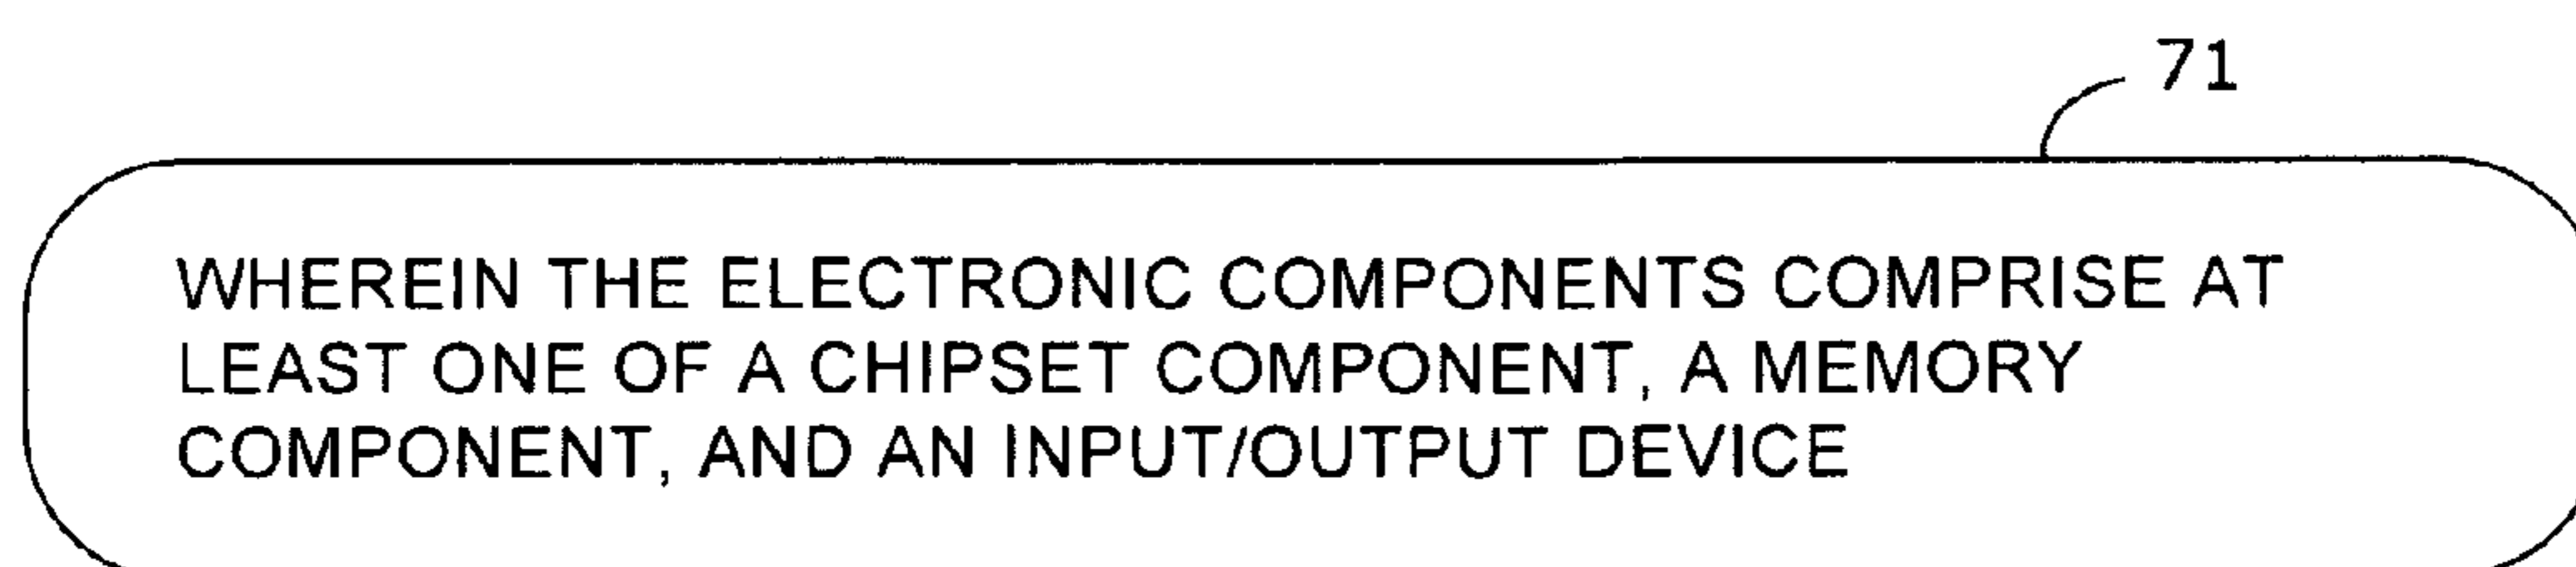 71
WHEREIN THE ELECTRONIC COMPONENTS COMPRISE AT
LEAST ONE OF A CHIPSET COMPONENT, A MEMORY
COMPONENT, AND AN INPUT/OUTPUT DEVICE